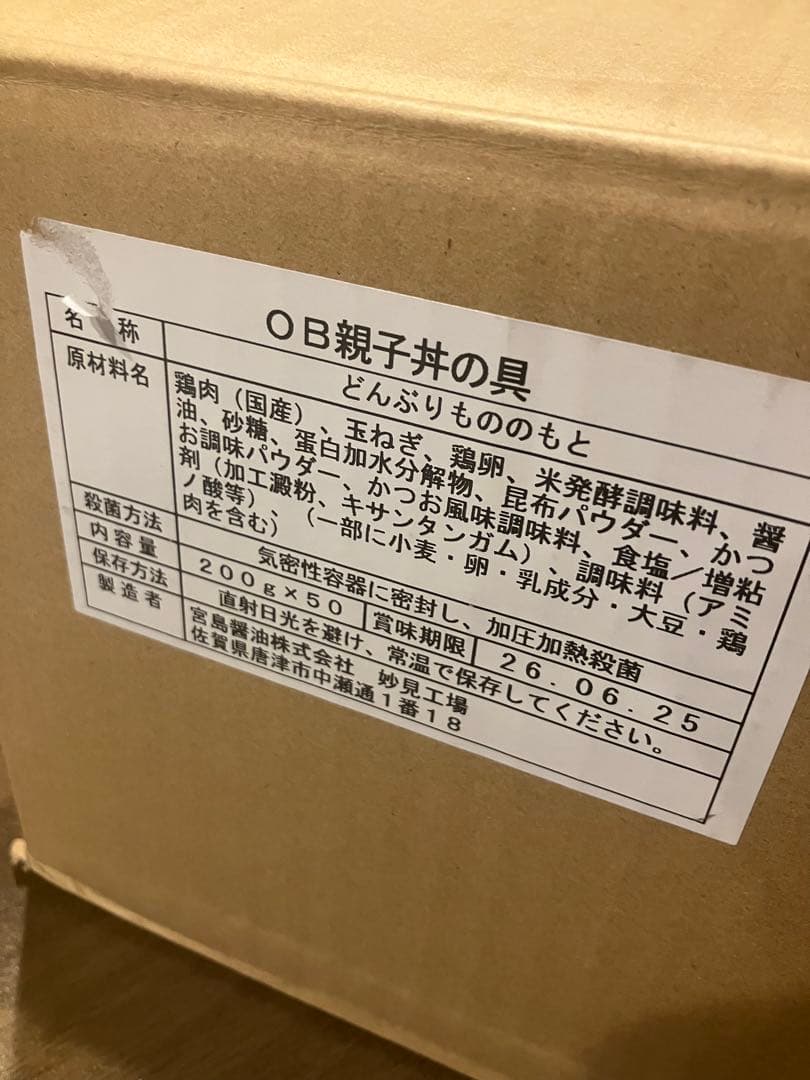 OB親子丼の具
名 称
どんぶりもののもと
原材料名
鶏肉（国産）、玉ねぎ、鶏卵、米発酵調味料、醤
油、砂糖、蛋白加水分解物、昆布パウダー、かつ
お調味パウダー、かつお風味調味料、食塩／増粘
剤（加工澱粉、キサンタンガム）、調味料（アミ
ノ酸等）、（一部に小麦・卵・乳成分・大豆・鶏
肉を含む）
殺菌方法
気密性容器に密封し、加圧加熱殺菌
内容量
200g×50
賞味期限
26.06.25
保存方法
直射日光を避け、常温で保存してください。
製造者
宮島醤油株式会社 妙見工場
佐賀県唐津市中瀬通1番18